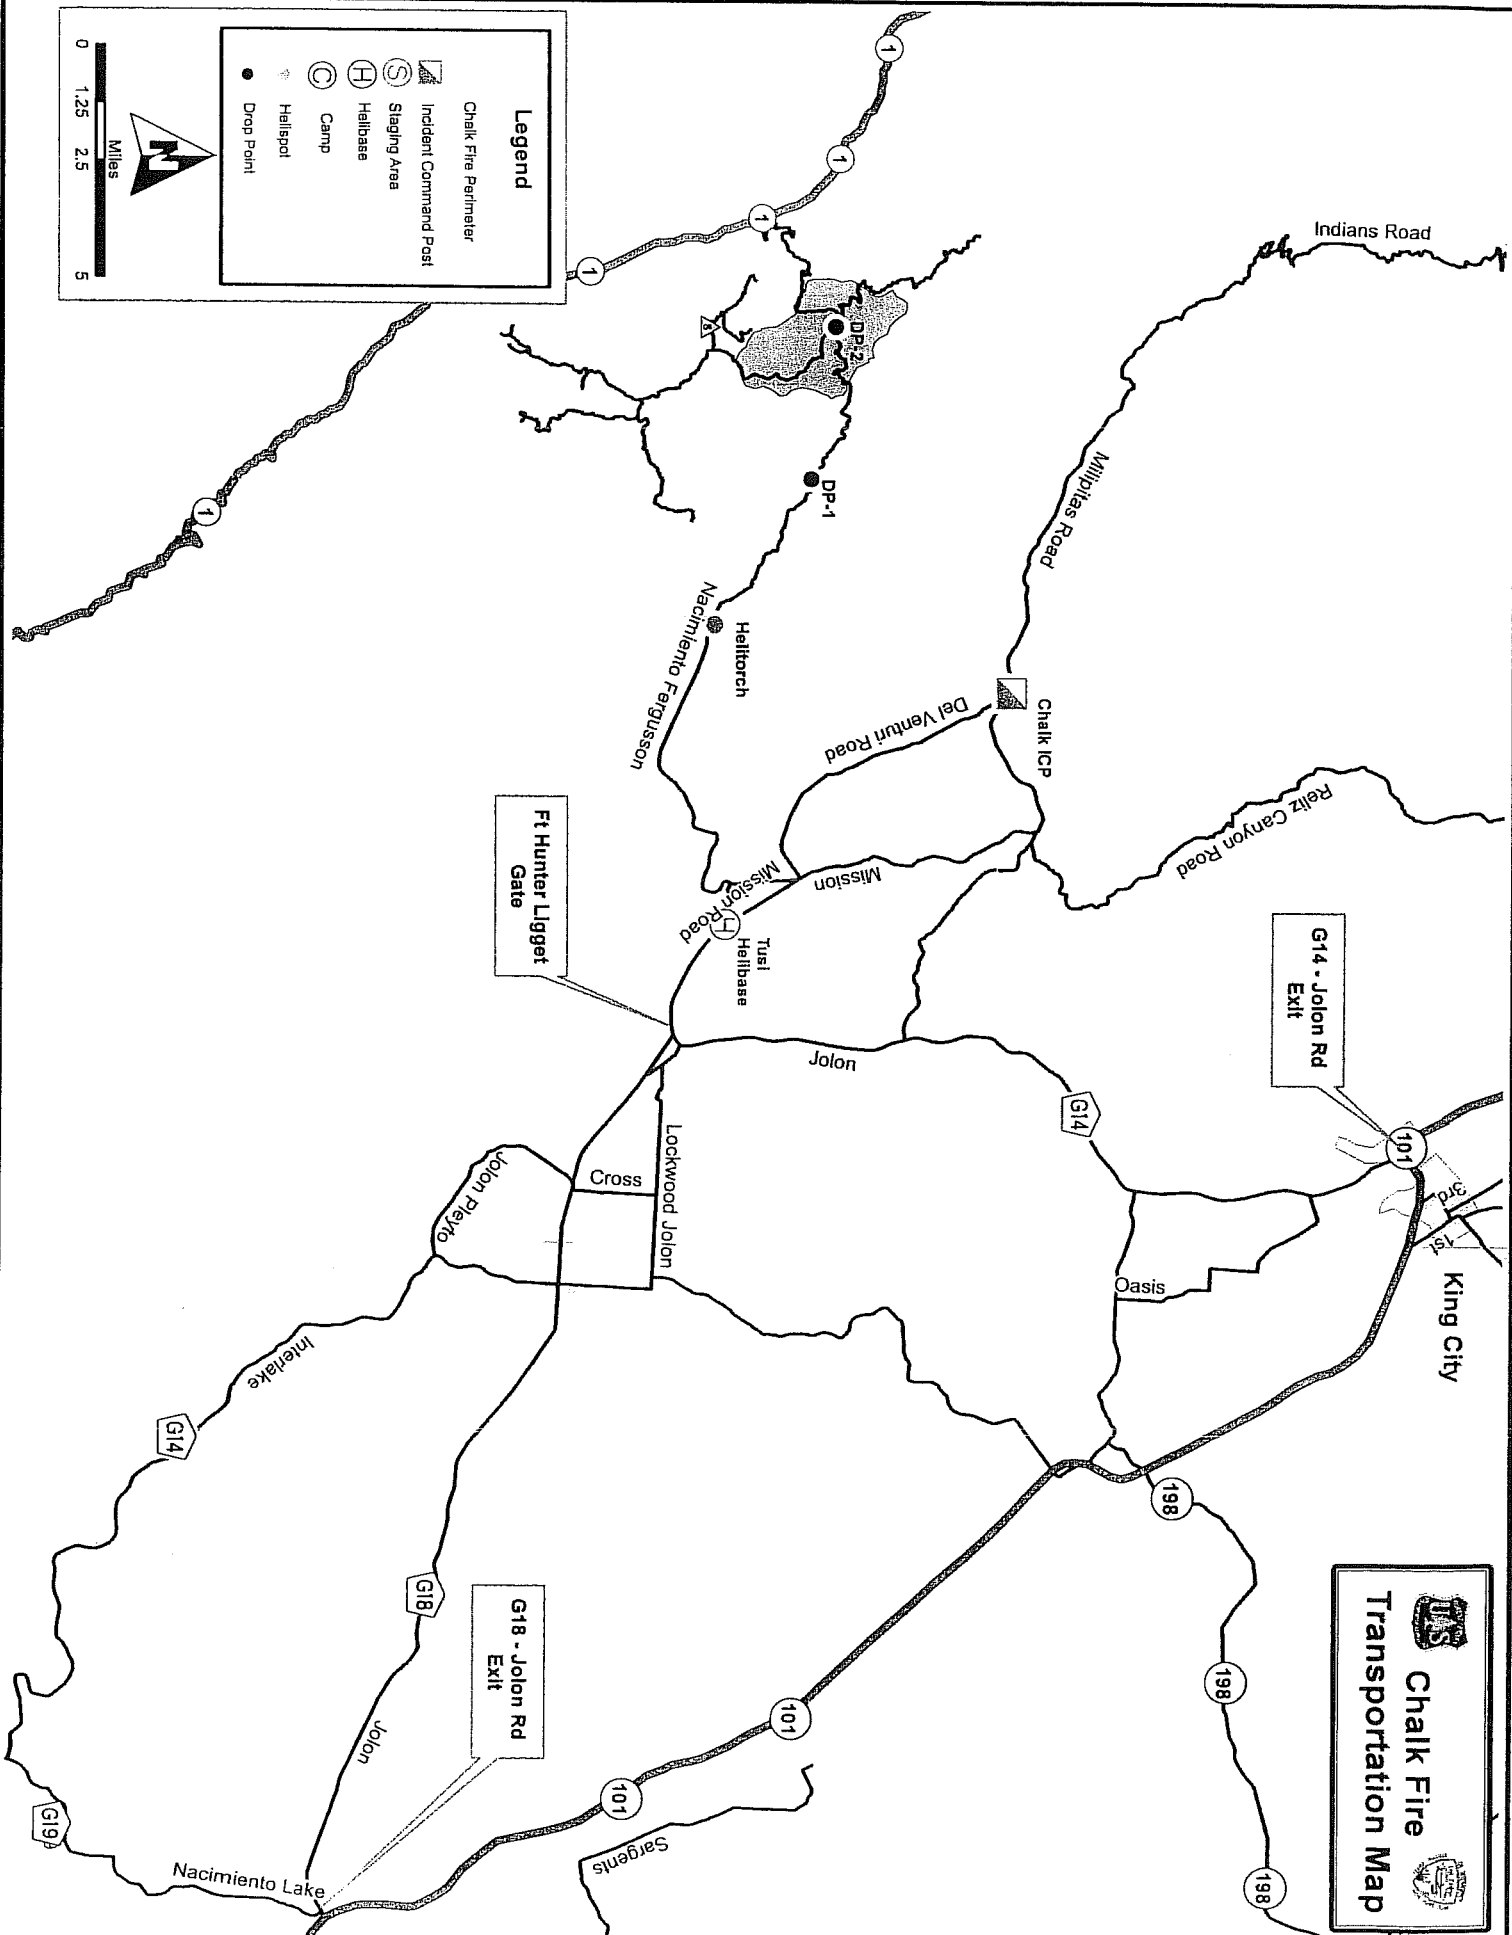 Chalk Fire
Transportation Map
Legend
Chalk Fire Perimeter
Incident Command Post
S
Staging Area
H
Helibase
C
Camp
Helispot
Drop Point
N
0
1.25
2.5
5
Miles
1
1
1
1
1
Indians Road
Milipitas Road
DP-2
8
DP-1
Helitorch
Nacimiento Fergusson
Chalk ICP
Del Venturi Road
Reliz Canyon Road
Mission
Mission Road
H
Tusi
Helibase
Ft Hunter Ligget
Gate
G14 - Jolon Rd
Exit
101
3rd
1st
King City
Jolon
G14
Lockwood Jolon
Cross
Jolon Pleyto
Oasis
Interlake
G14
198
198
198
G18
G18 - Jolon Rd
Exit
101
101
Jolon
Sargents
G19
Nacimiento Lake